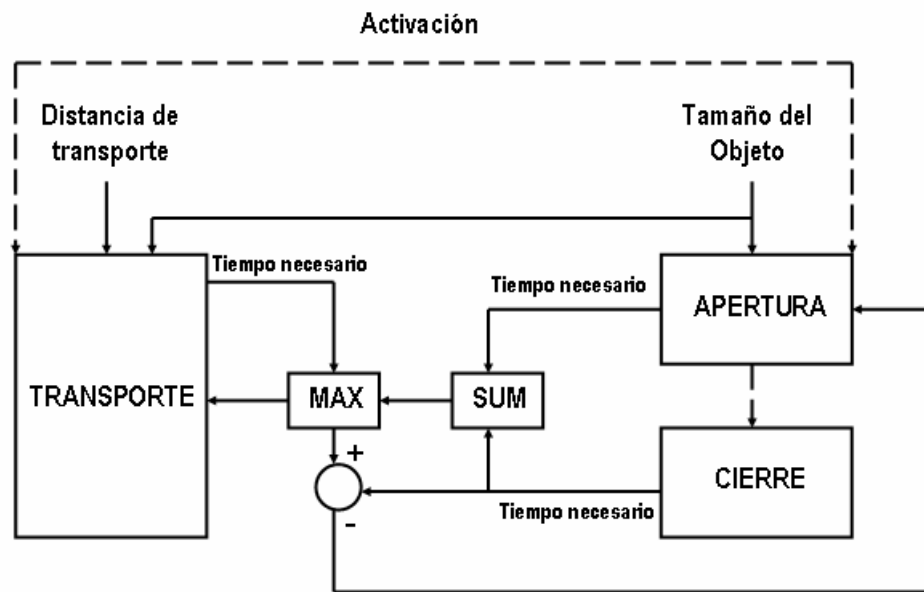 Activación
Distancia de
transporte
Tamaño del
Objeto
Tiempo necesario
Tiempo necesario
APERTURA
TRANSPORTE
MAX
SUM
+
CIERRE
-
Tiempo necesario